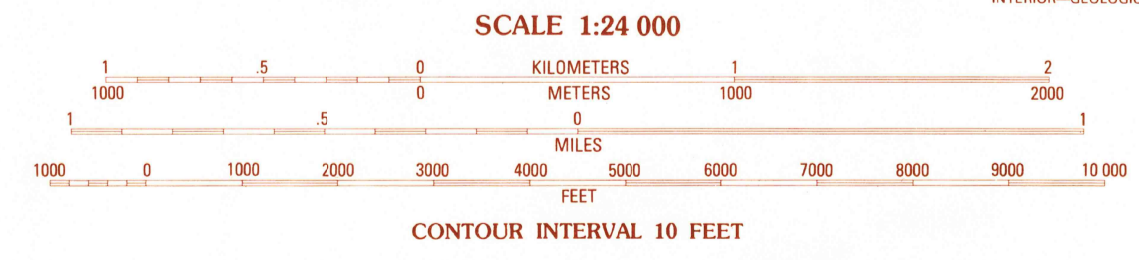 INTERIOR—GEOLOGIC
SCALE 1:24 000
1 .5 0 KILOMETERS 1 2
1000 0 METERS 1000 2000
1 .5 0 1
MILES
1000 0 1000 2000 3000 4000 5000 6000 7000 8000 9000 10 000
FEET
CONTOUR INTERVAL 10 FEET